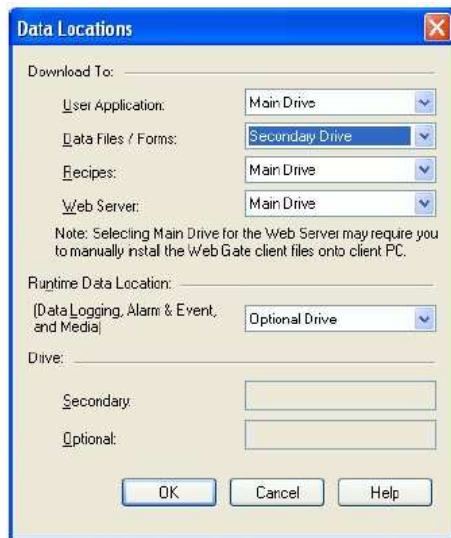 Data Locations
Download To:
User Application: Main Drive
Data Files / Forms: Secondary Drive
Recipes: Main Drive
Web Server: Main Drive
Note: Selecting Main Drive for the Web Server may require you
to manually install the Web Gate client files onto client PC.
Runtime Data Location:
(Data Logging, Alarm & Event,
and Media) Optional Drive
Drive:
Secondary:
Optional:
OK Cancel Help